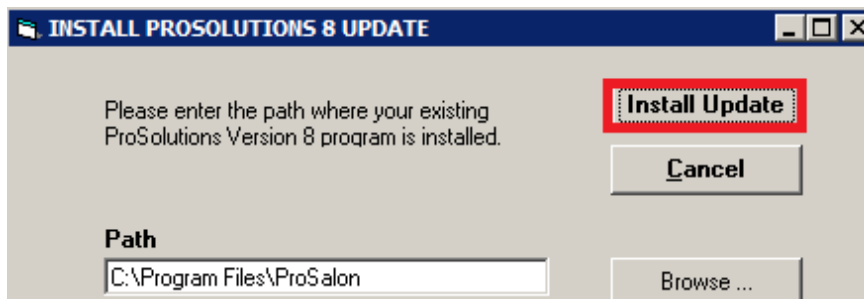 INSTALL PROSOLUTIONS 8 UPDATE
Please enter the path where your existing
ProSolutions Version 8 program is installed.
Install Update
Cancel
Path
C:\Program Files\ProSalon
Browse ...